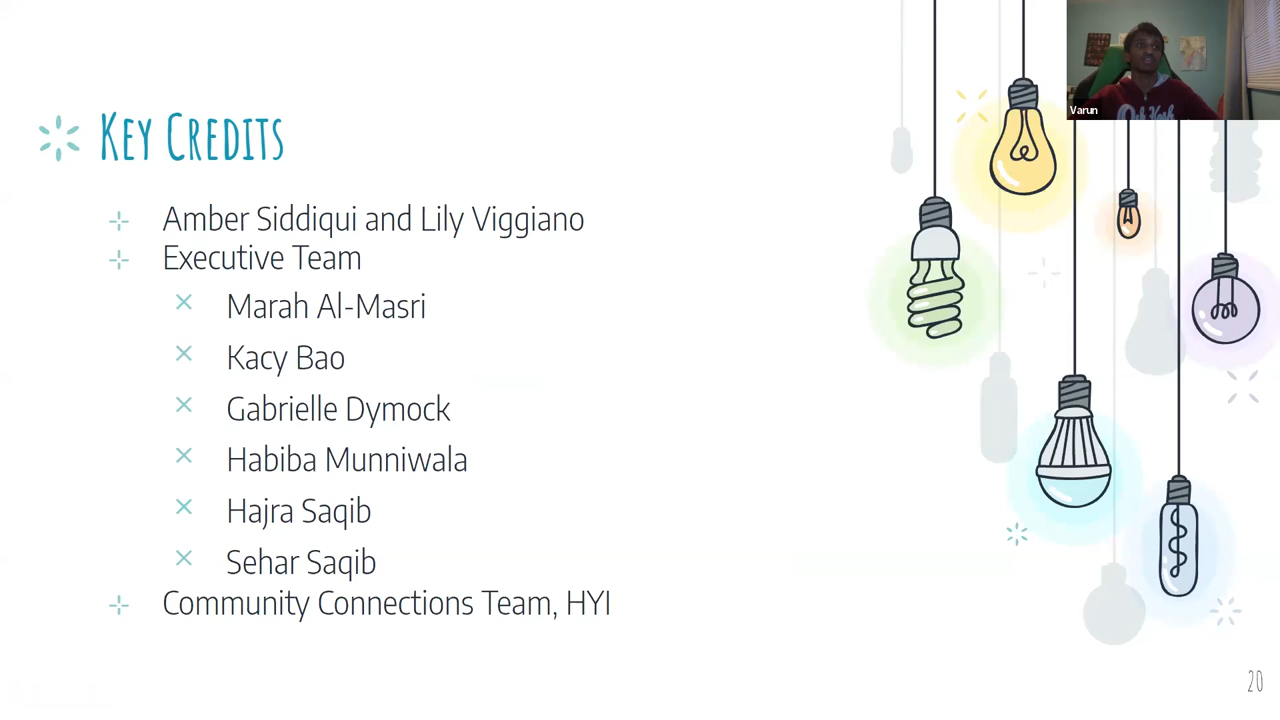 Key Credits
Amber Siddiqui and Lily Viggiano
Executive Team
Marah Al-Masri
Kacy Bao
Gabrielle Dymock
Habiba Munniwala
Hajra Saqib
Sehar Saqib
Community Connections Team, HYI
Varun
20